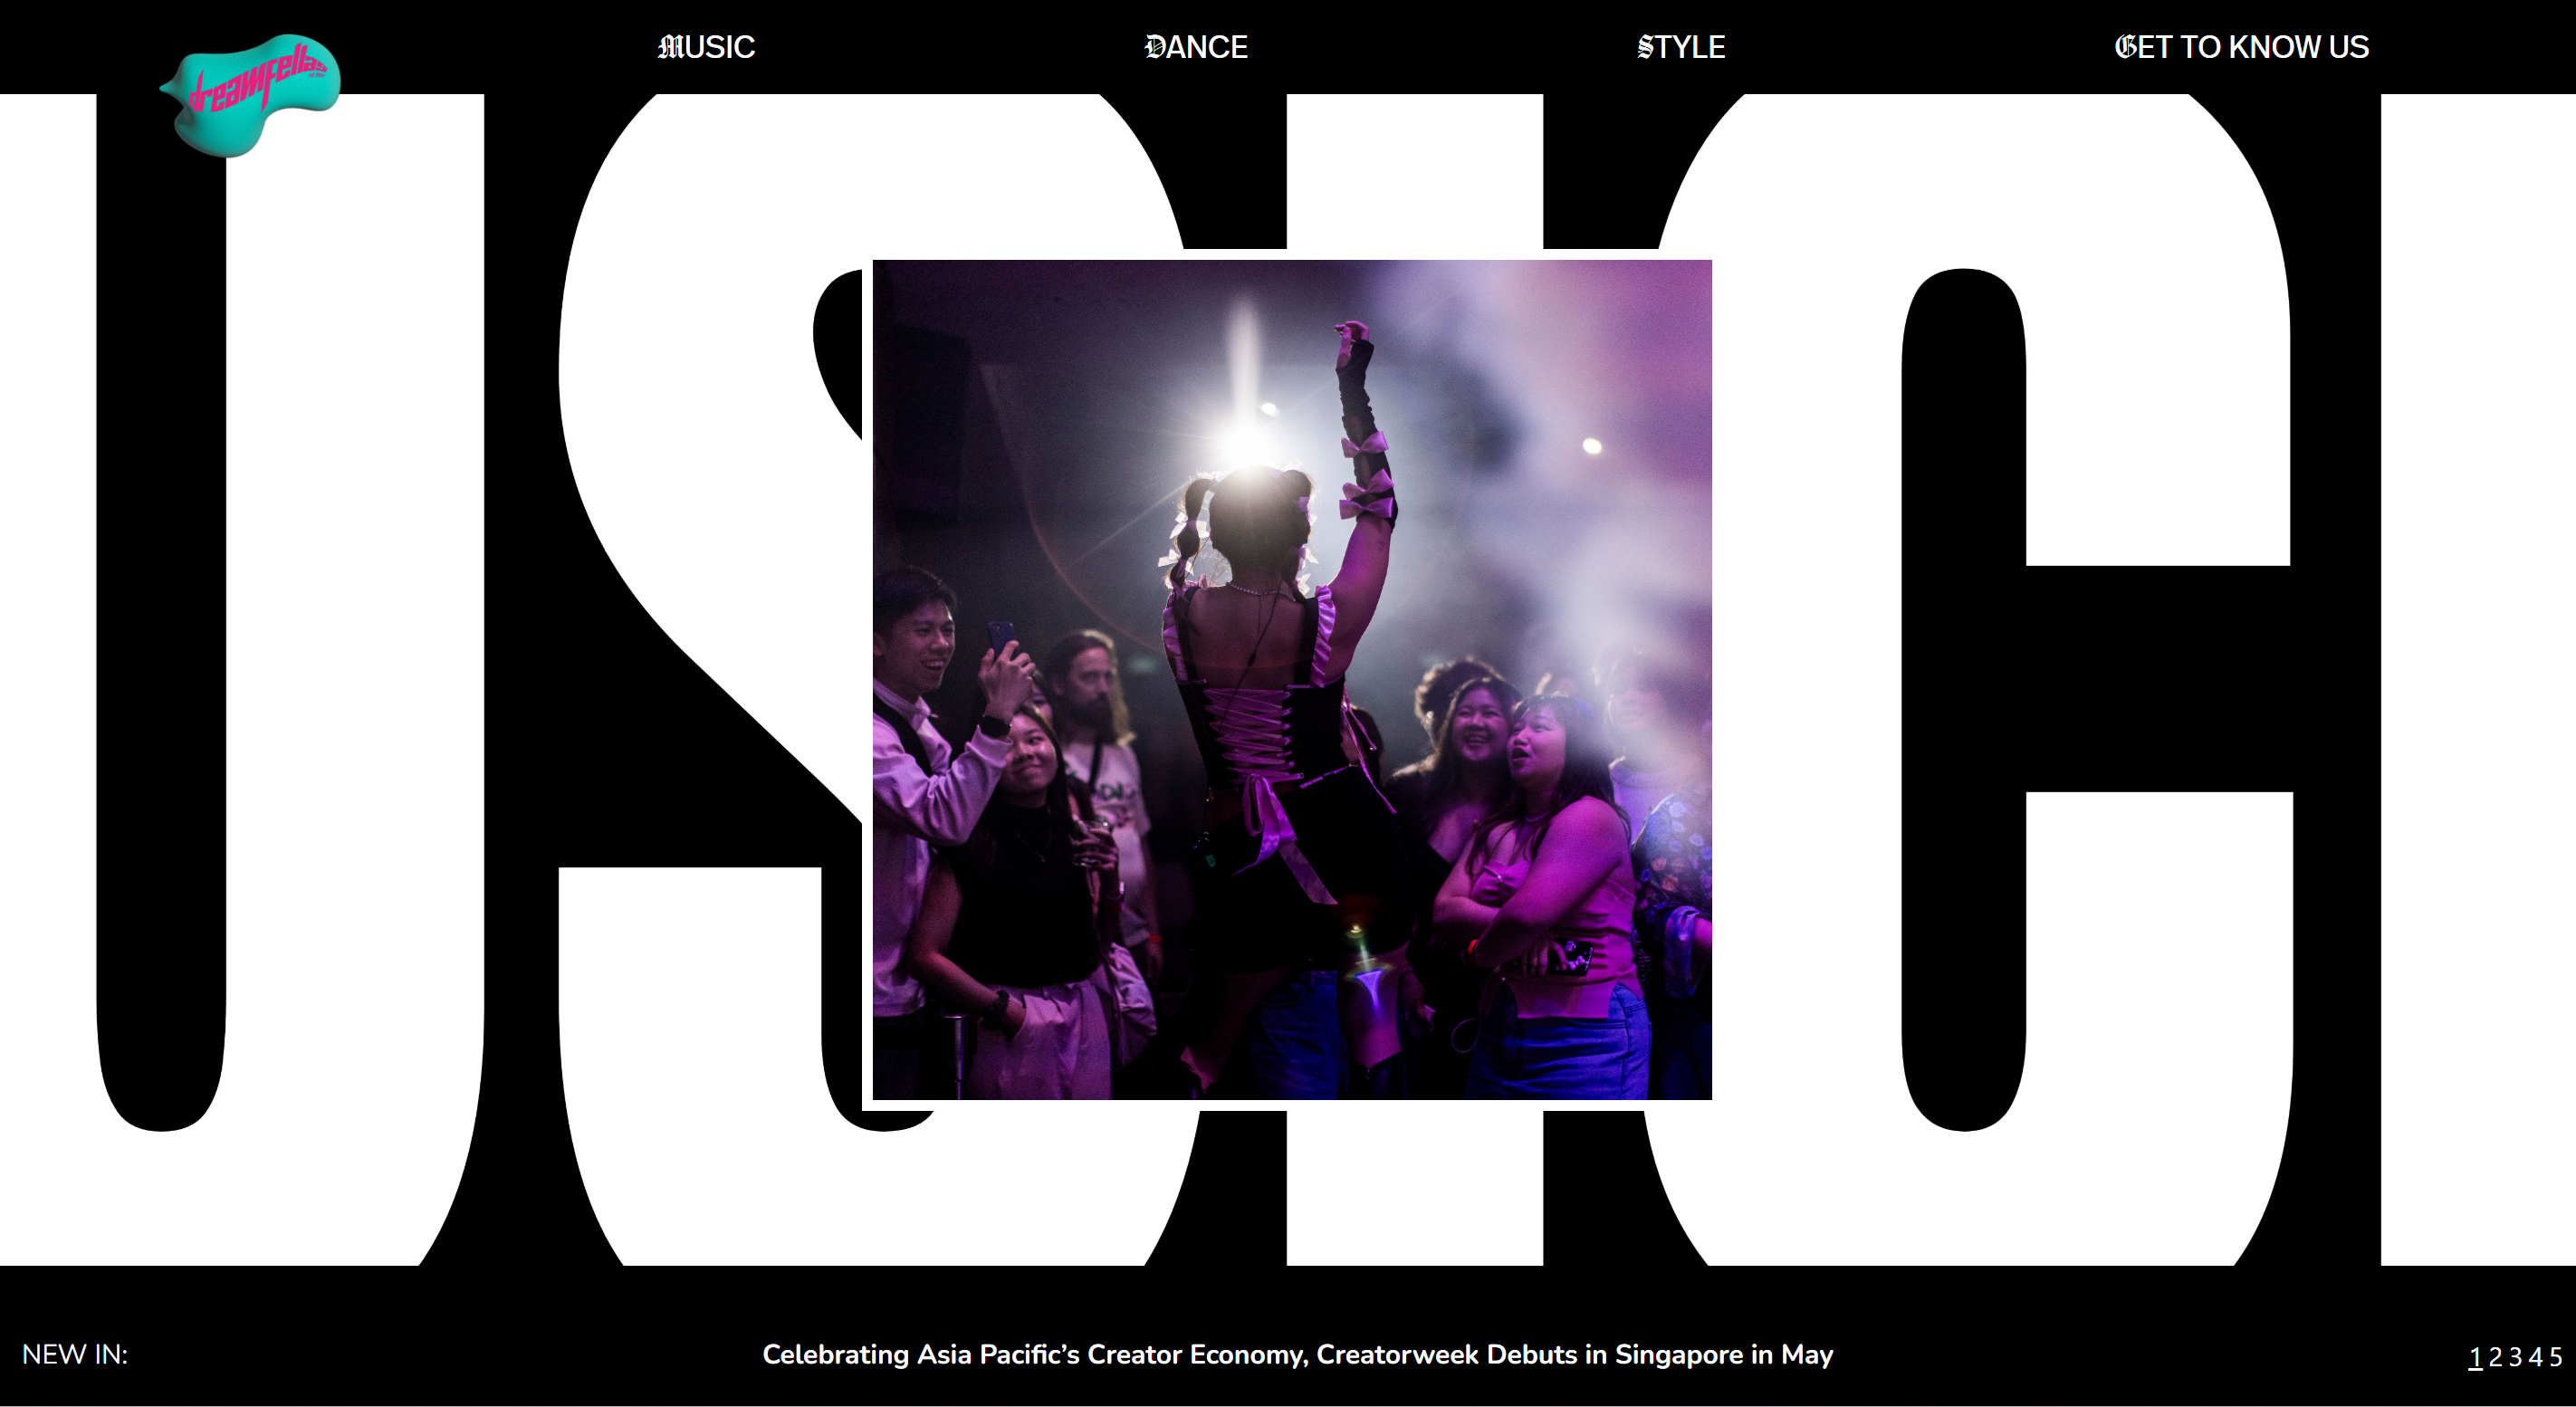 dreamfellas
MUSIC
DANCE
STYLE
GET TO KNOW US
USIC
NEW IN:
Celebrating Asia Pacific’s Creator Economy, Creatorweek Debuts in Singapore in May
1 2 3 4 5